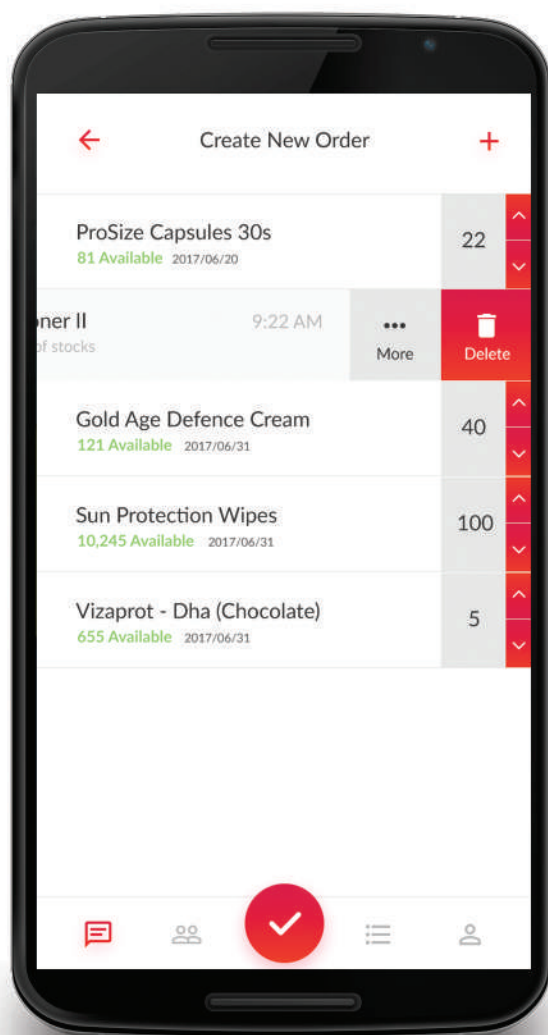 Create New Order
ProSize Capsules 30s
22
81 Available 2017/06/20
ner II 9:22 AM
of stocks
More
Delete
Gold Age Defence Cream
40
121 Available 2017/06/31
Sun Protection Wipes
100
10,245 Available 2017/06/31
Vizaprot - Dha (Chocolate)
5
655 Available 2017/06/31